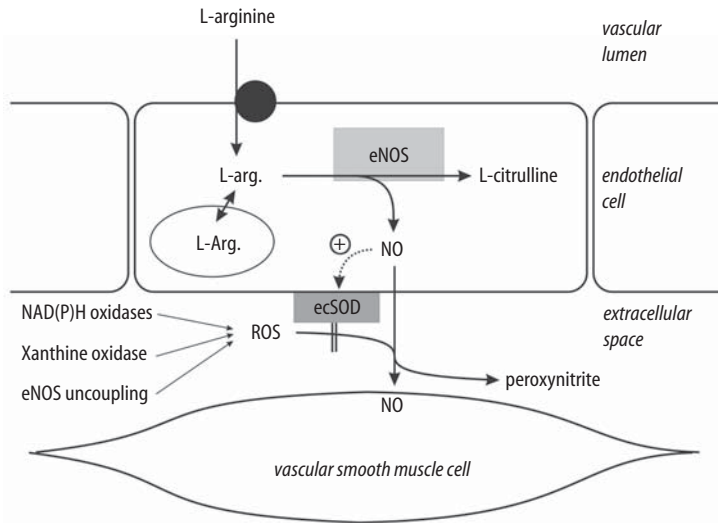 L-arginine
vascular
lumen
eNOS
L-arg.
L-citrulline
endothelial
cell
L-Arg.
+
NO
NAD(P)H oxidases
ecSOD
extracellular
space
ROS
Xanthine oxidase
eNOS uncoupling
peroxynitrite
NO
vascular smooth muscle cell